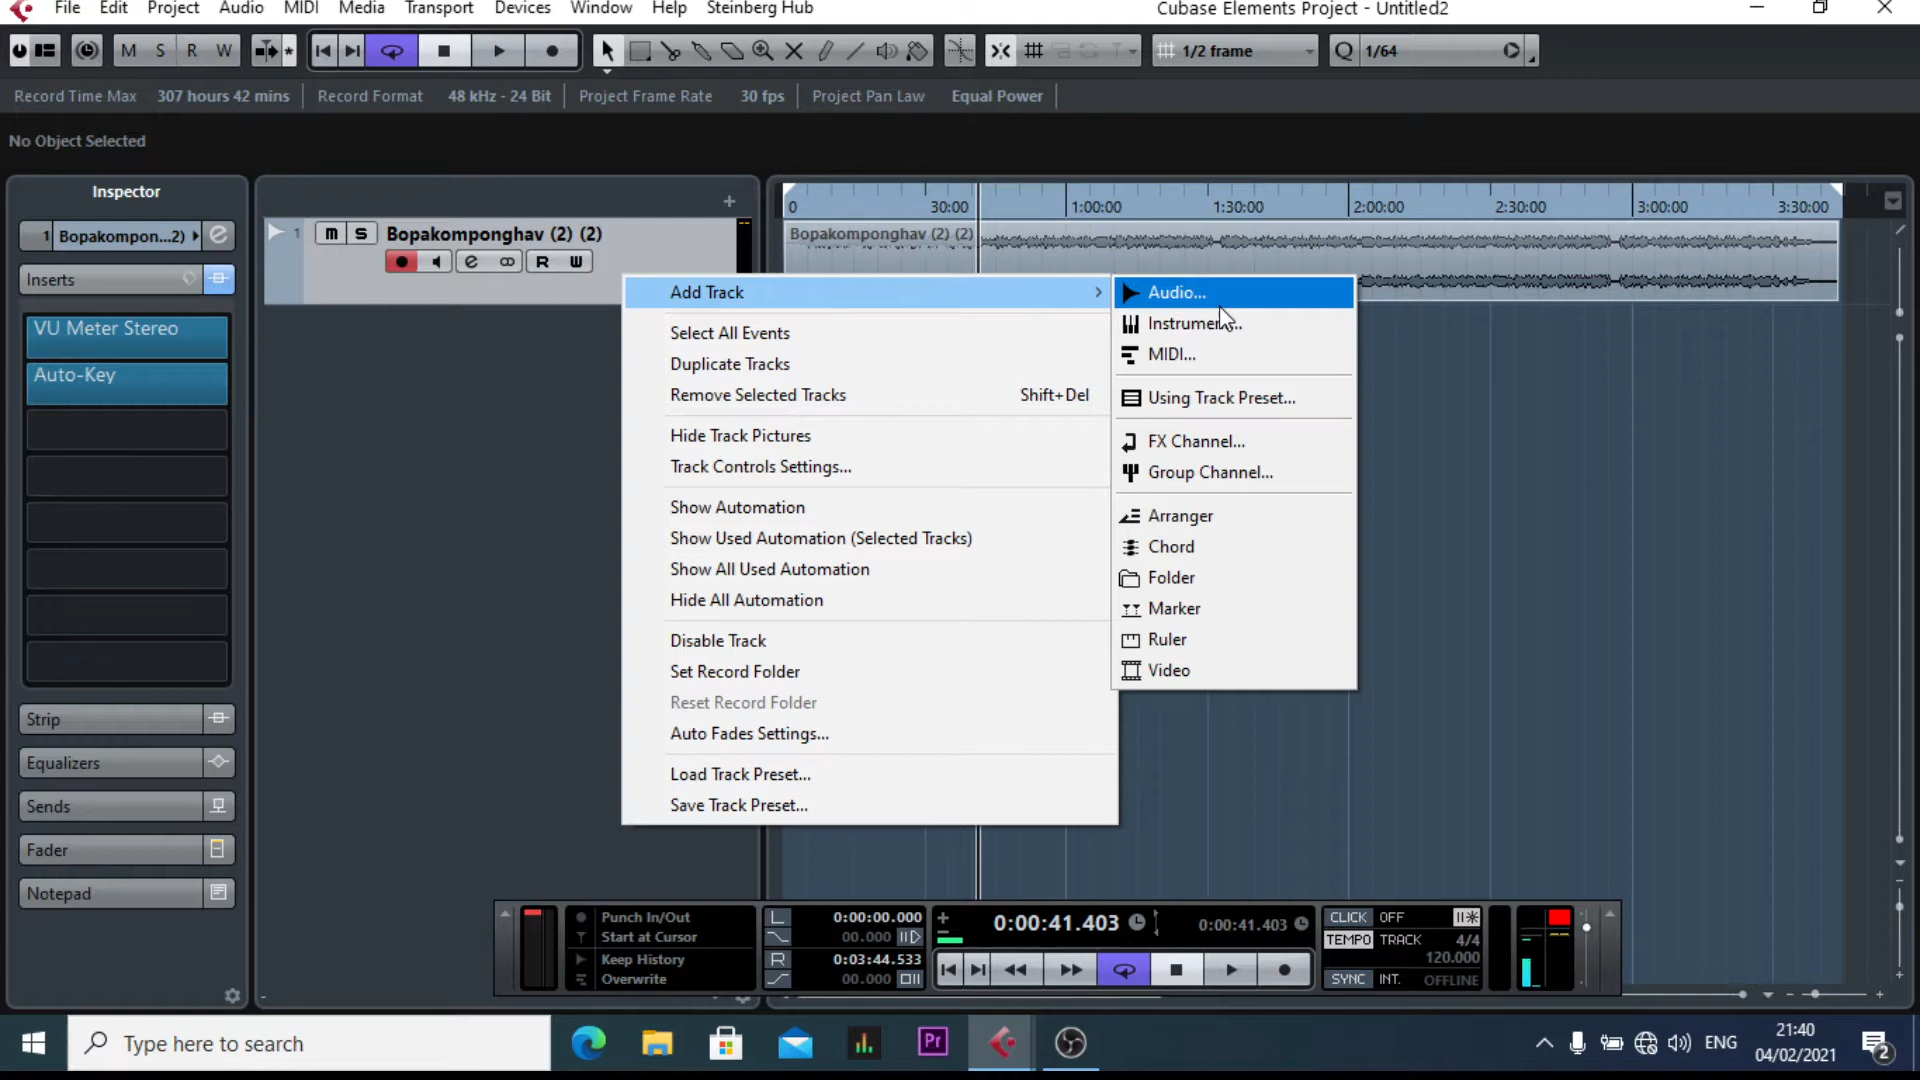 File Edit Project Audio MIDI Media Transport Devices Window Help Steinberg Hub Cubase Elements Project - Untitled2
M S R W 1/2 frame Q 1/64
Record Time Max 307 hours 42 mins Record Format 48 kHz - 24 Bit Project Frame Rate 30 fps Project Pan Law Equal Power
No Object Selected
Inspector
1 Bopakompon...2)
Inserts
VU Meter Stereo
Auto-Key
Strip
Equalizers
Sends
Fader
Notepad
1 m S Bopakomponghav (2) (2)
e R W
0 30:00 1:00:00 1:30:00 2:00:00 2:30:00 3:00:00 3:30:00
Bopakomponghav (2) (2)
Add Track
Select All Events
Duplicate Tracks
Remove Selected Tracks Shift+Del
Hide Track Pictures
Track Controls Settings...
Show Automation
Show Used Automation (Selected Tracks)
Show All Used Automation
Hide All Automation
Disable Track
Set Record Folder
Reset Record Folder
Auto Fades Settings...
Load Track Preset...
Save Track Preset...
Audio...
Instrument...
MIDI...
Using Track Preset...
FX Channel...
Group Channel...
Arranger
Chord
Folder
Marker
Ruler
Video
Punch In/Out
Start at Cursor
Keep History
Overwrite
L 0:00:00.000
00.000
R 0:03:44.533
00.000
0:00:41.403 0:00:41.403
CLICK OFF
TEMPO TRACK 4/4
120.000
SYNC INT. OFFLINE
Type here to search
Pr
ENG
21:40
04/02/2021
2